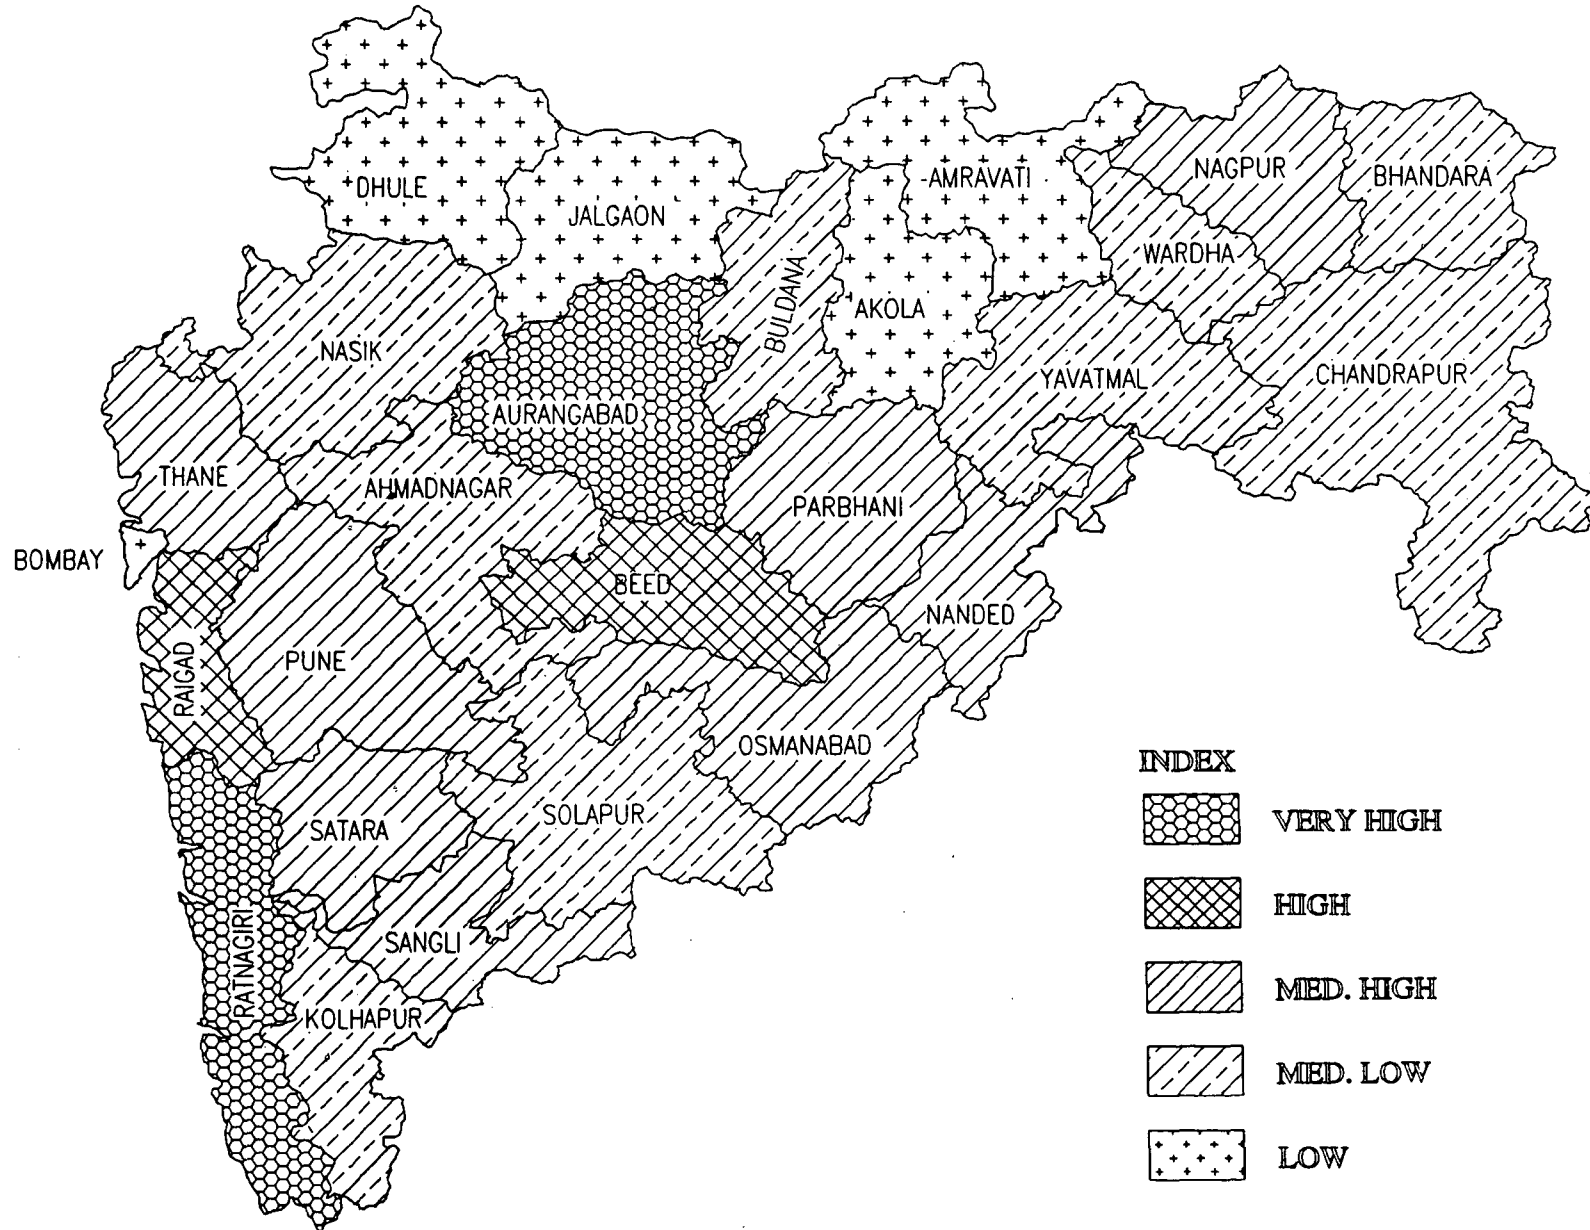 DHULE
JALGAON
AMRAVATI
NAGPUR
BHANDARA
WARDHA
BULDANA
AKOLA
NASIK
YAVATMAL
CHANDRAPUR
AURANGABAD
THANE
AHMADNAGAR
PARBHANI
BOMBAY
BEED
NANDED
RAIGAD
PUNE
OSMANABAD
SATARA
SOLAPUR
SANGLI
RATNAGIRI
KOLHAPUR
INDEX
VERY HIGH
HIGH
MED. HIGH
MED. LOW
LOW